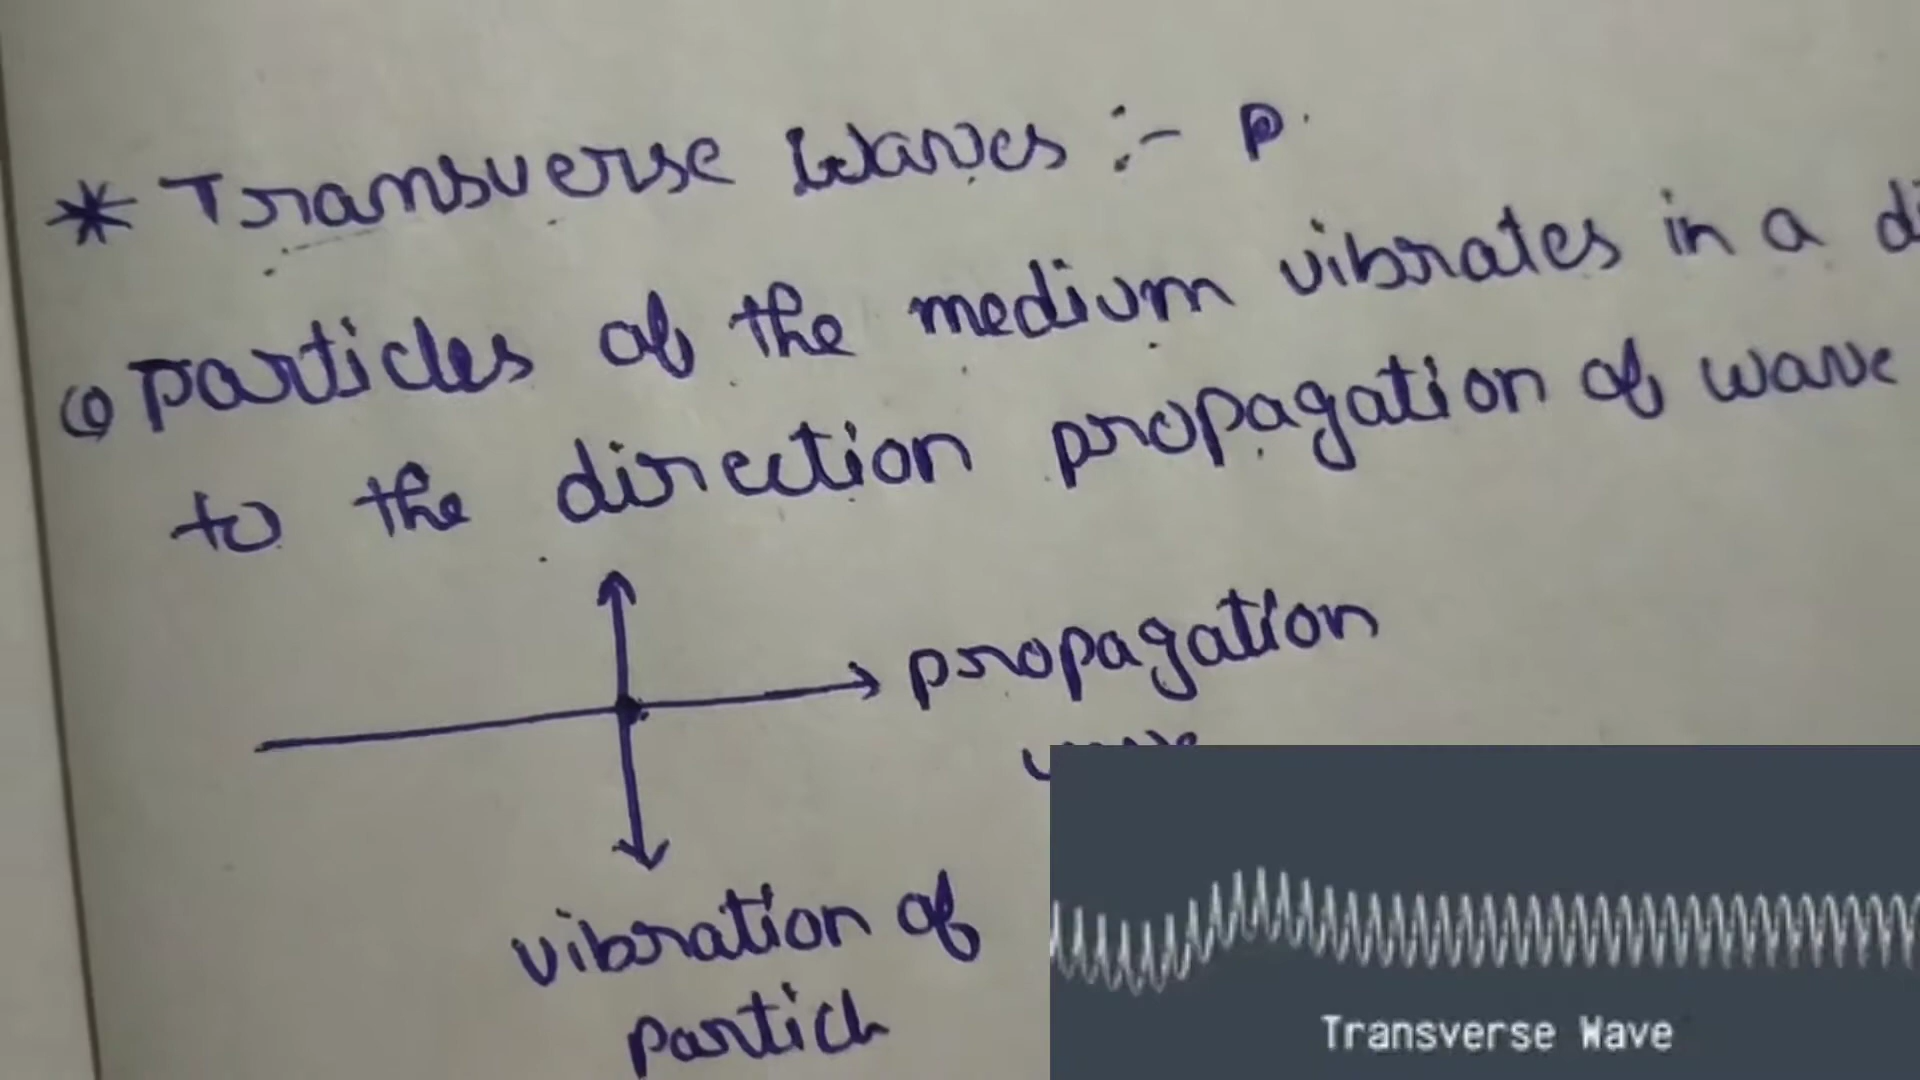 * Transverse Waves :- P.
particles of the medium vibrates in a
to the direction propagation of wave
propagation
vibration of
particle
Transverse Wave